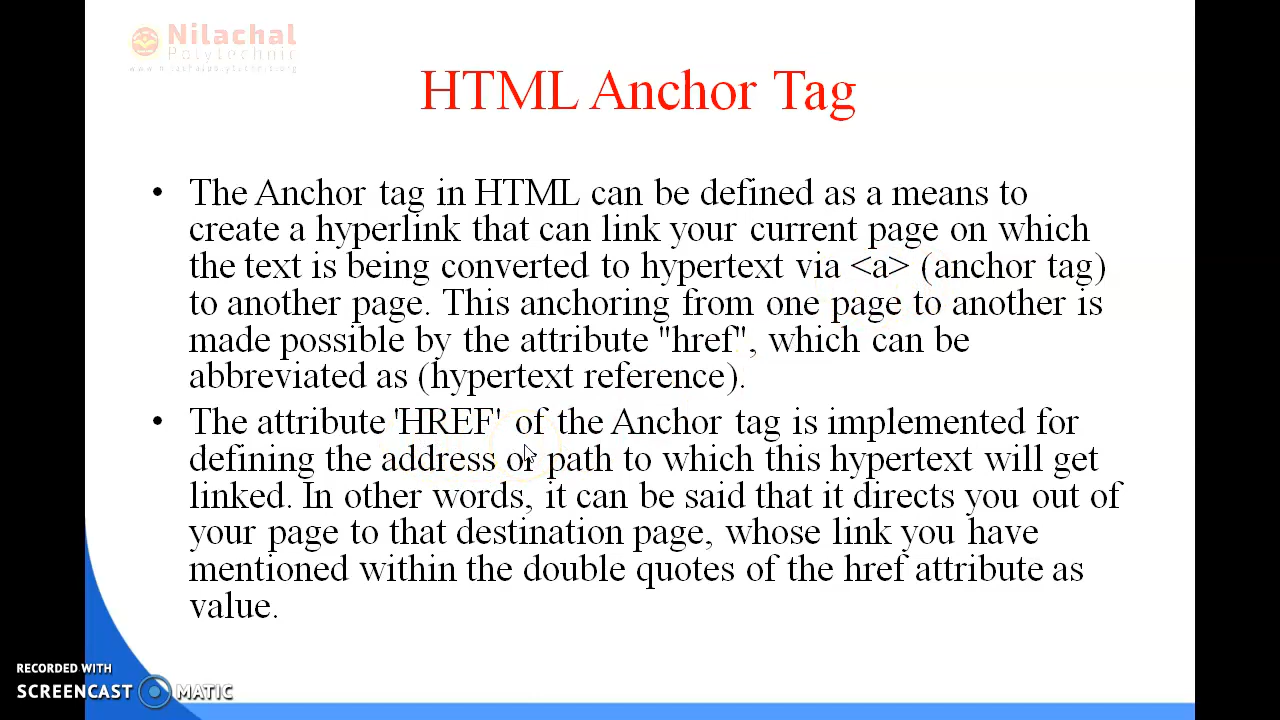 Nilachal
Polytechnic
www.nilachalpolytechnic.org
HTML Anchor Tag
• The Anchor tag in HTML can be defined as a means to
create a hyperlink that can link your current page on which
the text is being converted to hypertext via <a> (anchor tag)
to another page. This anchoring from one page to another is
made possible by the attribute "href", which can be
abbreviated as (hypertext reference).
• The attribute 'HREF' of the Anchor tag is implemented for
defining the address or path to which this hypertext will get
linked. In other words, it can be said that it directs you out of
your page to that destination page, whose link you have
mentioned within the double quotes of the href attribute as
value.
RECORDED WITH
SCREENCAST MATIC